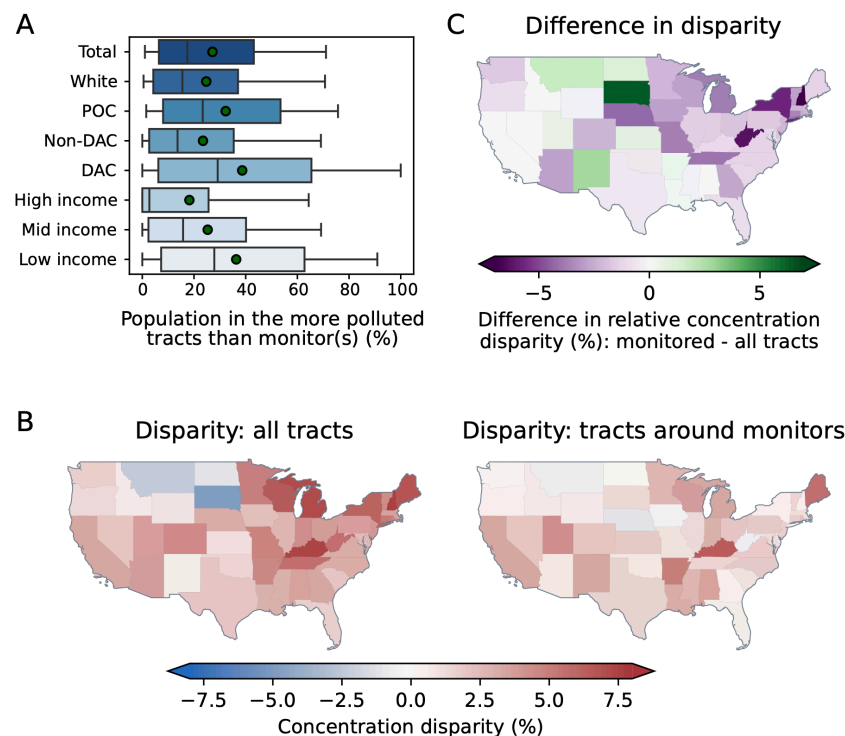 A
Total
White
POC
Non-DAC
DAC
High income
Mid income
Low income
0 20 40 60 80 100
Population in the more polluted
tracts than monitor(s) (%)
C
Difference in disparity
−5 0 5
Difference in relative concentration
disparity (%): monitored - all tracts
B
Disparity: all tracts
Disparity: tracts around monitors
−7.5 −5.0 −2.5 0.0 2.5 5.0 7.5
Concentration disparity (%)